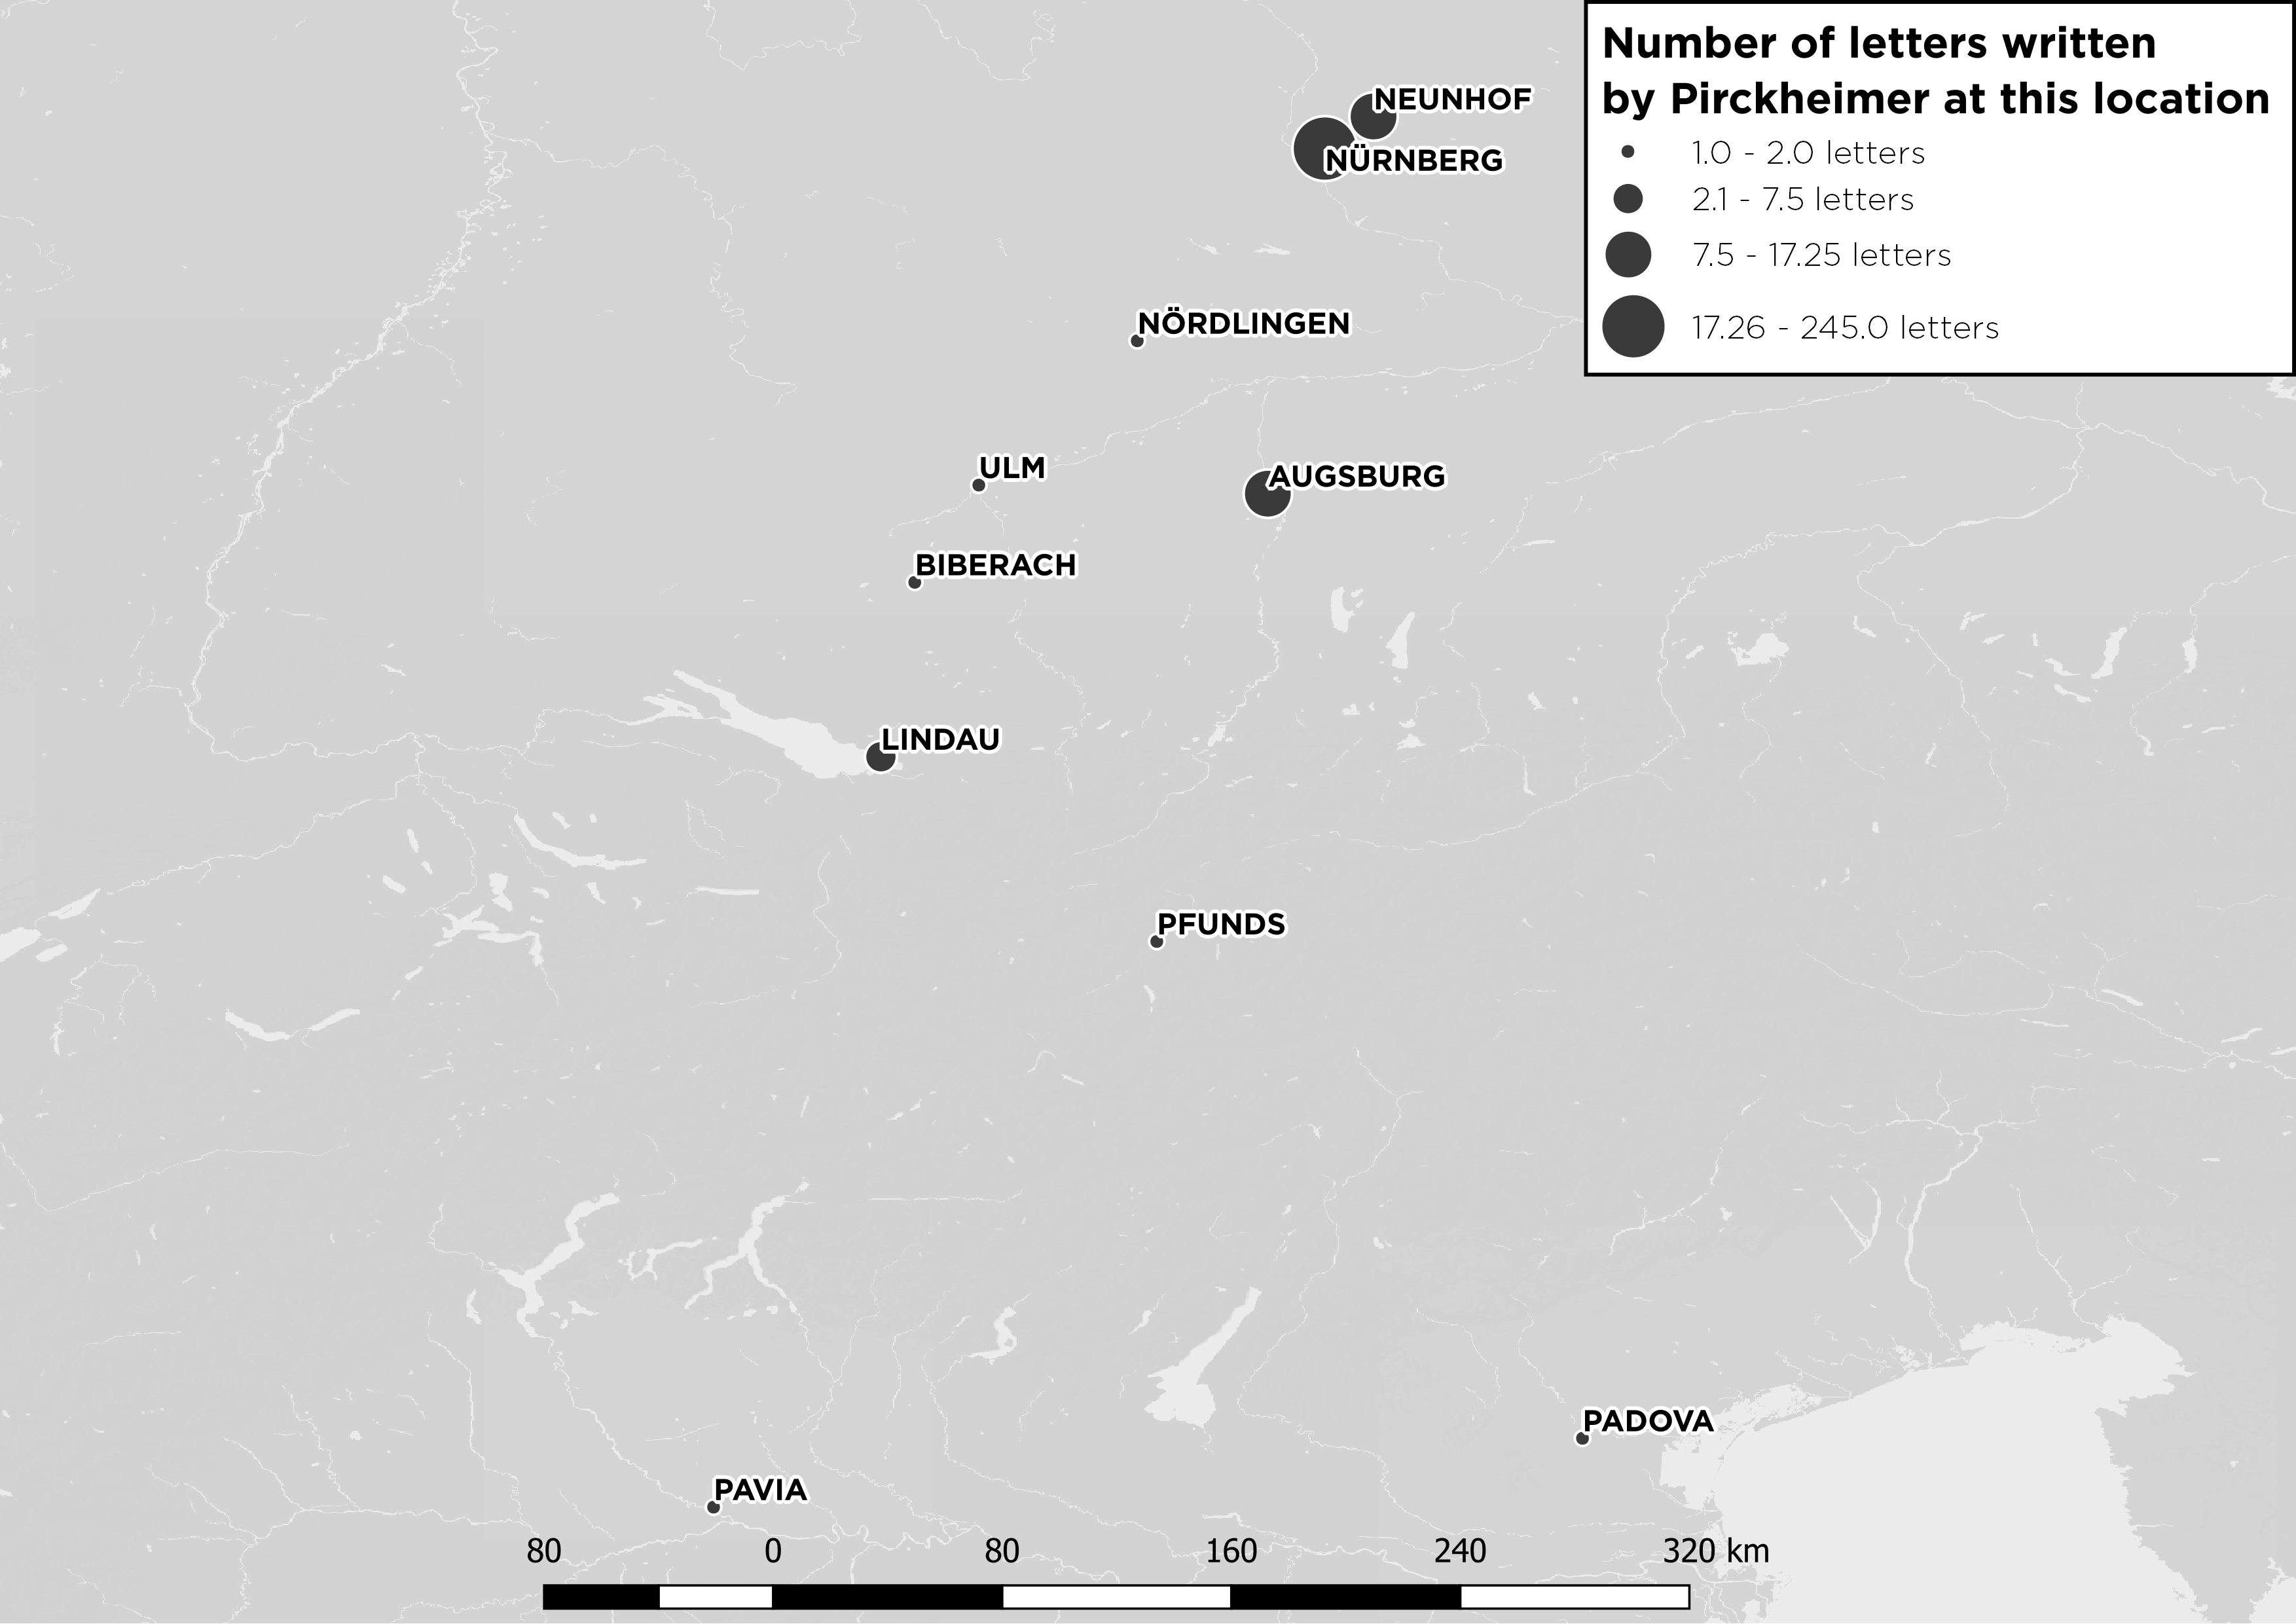 Number of letters written
by Pirckheimer at this location
1.0 - 2.0 letters
2.1 - 7.5 letters
7.5 - 17.25 letters
17.26 - 245.0 letters
NEUNHOF
NÜRNBERG
NÖRDLINGEN
ULM
AUGSBURG
BIBERACH
LINDAU
PFUNDS
PADOVA
PAVIA
80 0 80 160 240 320 km